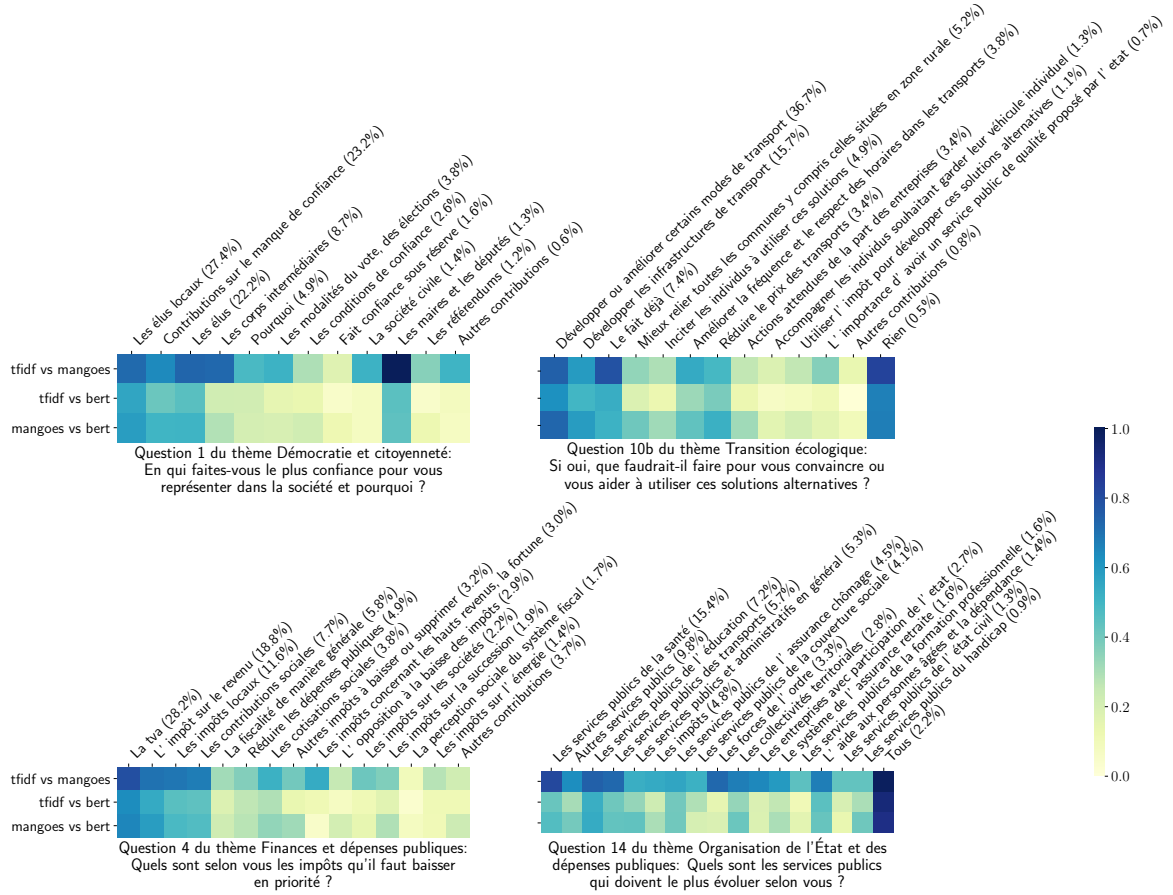 Les élus locaux (27.4%)
Contributions sur le manque de confiance (23.2%)
Les élus (22.2%)
Les corps intermédiaires (8.7%)
Pourquoi (4.9%)
Les modalités du vote, des élections (3.8%)
Les conditions de confiance (2.6%)
Fait confiance sous réserve (1.6%)
La société civile (1.4%)
Les maires et les députés (1.3%)
Les référendums (1.2%)
Autres contributions (0.6%)
tfidf vs mangoes
tfidf vs bert
mangoes vs bert
Question 1 du thème Démocratie et citoyenneté:
En qui faites-vous le plus confiance pour vous
représenter dans la société et pourquoi ?
Développer ou améliorer certains modes de transport (36.7%)
Développer les infrastructures de transport (15.7%)
Le fait déjà (7.4%)
Mieux relier toutes les communes y compris celles situées en zone rurale (5.2%)
Inciter les individus à utiliser ces solutions (4.9%)
Améliorer la fréquence et le respect des horaires dans les transports (3.8%)
Réduire le prix des transports (3.4%)
Actions attendues de la part des entreprises (3.4%)
Accompagner les individus souhaitant garder leur véhicule individuel (1.3%)
Utiliser l' impôt pour développer ces solutions alternatives (1.1%)
L' importance d' avoir un service public de qualité proposé par l' etat (0.7%)
Autres contributions (0.8%)
Rien (0.5%)
Question 10b du thème Transition écologique:
Si oui, que faudrait-il faire pour vous convaincre ou
vous aider à utiliser ces solutions alternatives ?
1.0
0.8
0.6
0.4
0.2
0.0
La tva (28.2%)
L' impôt sur le revenu (18.8%)
Les impôts locaux (11.6%)
Les contributions sociales (7.7%)
La fiscalité de manière générale (5.8%)
Réduire les dépenses publiques (4.9%)
Les cotisations sociales (3.8%)
Autres impôts à baisser ou supprimer (3.2%)
Les impôts concernant les hauts revenus, la fortune (3.0%)
L' opposition à la baisse des impôts (2.9%)
Les impôts sur les sociétés (2.2%)
Les impôts sur la succession (1.9%)
La perception sociale du système fiscal (1.7%)
Les impôts sur l' énergie (1.4%)
Autres contributions (3.7%)
tfidf vs mangoes
tfidf vs bert
mangoes vs bert
Question 4 du thème Finances et dépenses publiques:
Quels sont selon vous les impôts qu'il faut baisser
en priorité ?
Les services publics de la santé (15.4%)
Autres services publics (9.8%)
Les services publics de l' éducation (7.2%)
Les services publics des transports (5.7%)
Les services publics et administratifs en général (5.3%)
Les impôts (4.8%)
Les services publics de l' assurance chômage (4.5%)
Les services publics de la couverture sociale (4.1%)
Les forces de l' ordre (3.3%)
Les collectivités territoriales (2.8%)
Les entreprises avec participation de l' etat (2.7%)
Le système de l' assurance retraite (1.6%)
Les services publics de la formation professionnelle (1.6%)
L' aide aux personnes âgées et la dépendance (1.4%)
Les services publics de l' état civil (1.3%)
Les services publics du handicap (0.9%)
Tous (2.2%)
Question 14 du thème Organisation de l'État et des
dépenses publiques: Quels sont les services publics
qui doivent le plus évoluer selon vous ?